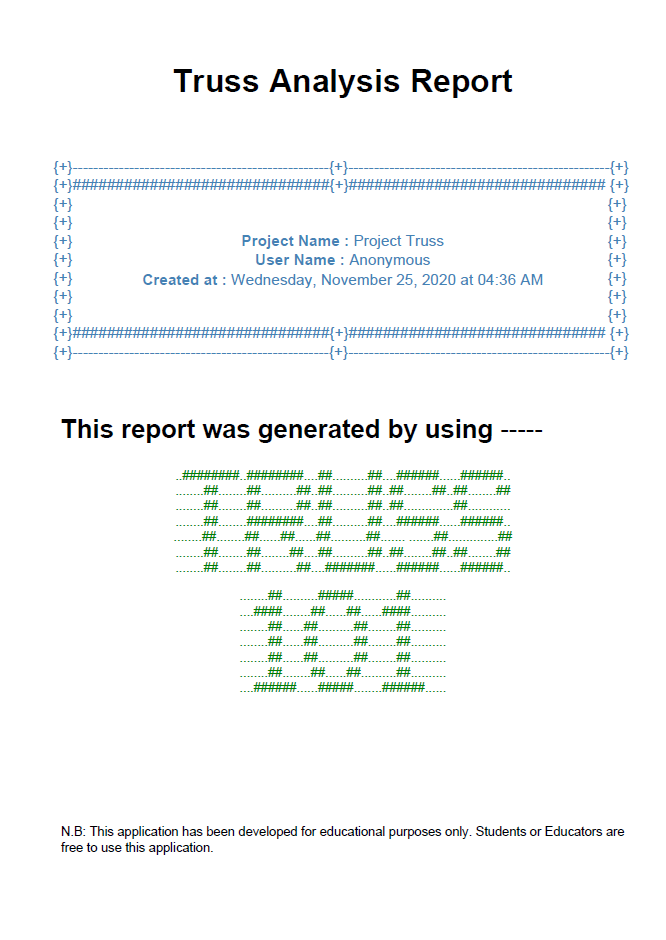 Truss Analysis Report
{+}--------------------------------------------------{+}---------------------------------------------------{+}
{+}##############################{+}############################## {+}
{+} {+}
{+} {+}
{+} Project Name : Project Truss {+}
{+} User Name : Anonymous {+}
{+} Created at : Wednesday, November 25, 2020 at 04:36 AM {+}
{+} {+}
{+} {+}
{+}##############################{+}############################## {+}
{+}--------------------------------------------------{+}---------------------------------------------------{+}
This report was generated by using -----
TRUSS
101
N.B: This application has been developed for educational purposes only. Students or Educators are
free to use this application.